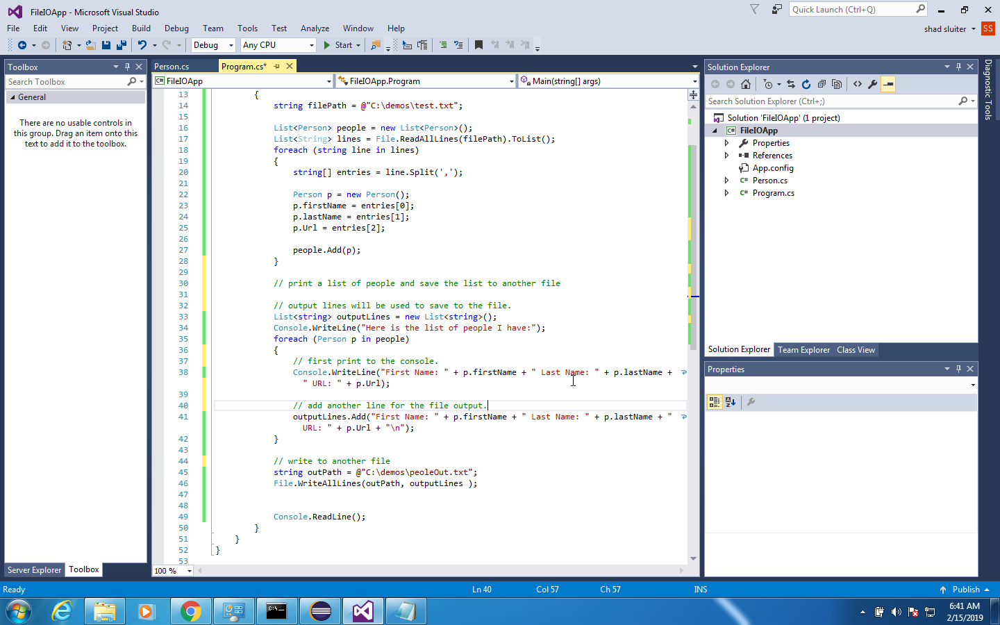 FileIOApp - Microsoft Visual Studio
Quick Launch (Ctrl+Q)
File Edit View Project Build Debug Team Tools Test Analyze Window Help
shad sluiter SS
Debug Any CPU Start
Toolbox
Search Toolbox
General
There are no usable controls in
this group. Drag an item onto this
text to add it to the toolbox.
Server Explorer Toolbox
Person.cs Program.cs*
FileIOApp FileIOApp.Program Main(string[] args)
13 {
14 string filePath = @"C:\demos\test.txt";
15
16 List<Person> people = new List<Person>();
17 List<String> lines = File.ReadAllLines(filePath).ToList();
18 foreach (string line in lines)
19 {
20 string[] entries = line.Split(',');
21
22 Person p = new Person();
23 p.firstName = entries[0];
24 p.lastName = entries[1];
25 p.Url = entries[2];
26
27 people.Add(p);
28 }
29
30 // print a list of people and save the list to another file
31
32 // output lines will be used to save to the file.
33 List<string> outputLines = new List<string>();
34 Console.WriteLine("Here is the list of people I have:");
35 foreach (Person p in people)
36 {
37 // first print to the console.
38 Console.WriteLine("First Name: " + p.firstName + " Last Name: " + p.lastName +
" URL: " + p.Url);
39
40 // add another line for the file output.
41 outputLines.Add("First Name: " + p.firstName + " Last Name: " + p.lastName + "
URL: " + p.Url + "\n");
42 }
43
44 // write to another file
45 string outPath = @"C:\demos\peoleOut.txt";
46 File.WriteAllLines(outPath, outputLines );
47
48
49 Console.ReadLine();
50 }
51 }
52 }
53
100 %
Solution Explorer
Search Solution Explorer (Ctrl+;)
Solution 'FileIOApp' (1 project)
C# FileIOApp
Properties
References
App.config
C# Person.cs
C# Program.cs
Solution Explorer Team Explorer Class View
Properties
Diagnostic Tools
Ready Ln 40 Col 57 Ch 57 INS Publish
C:\
6:41 AM
2/15/2019